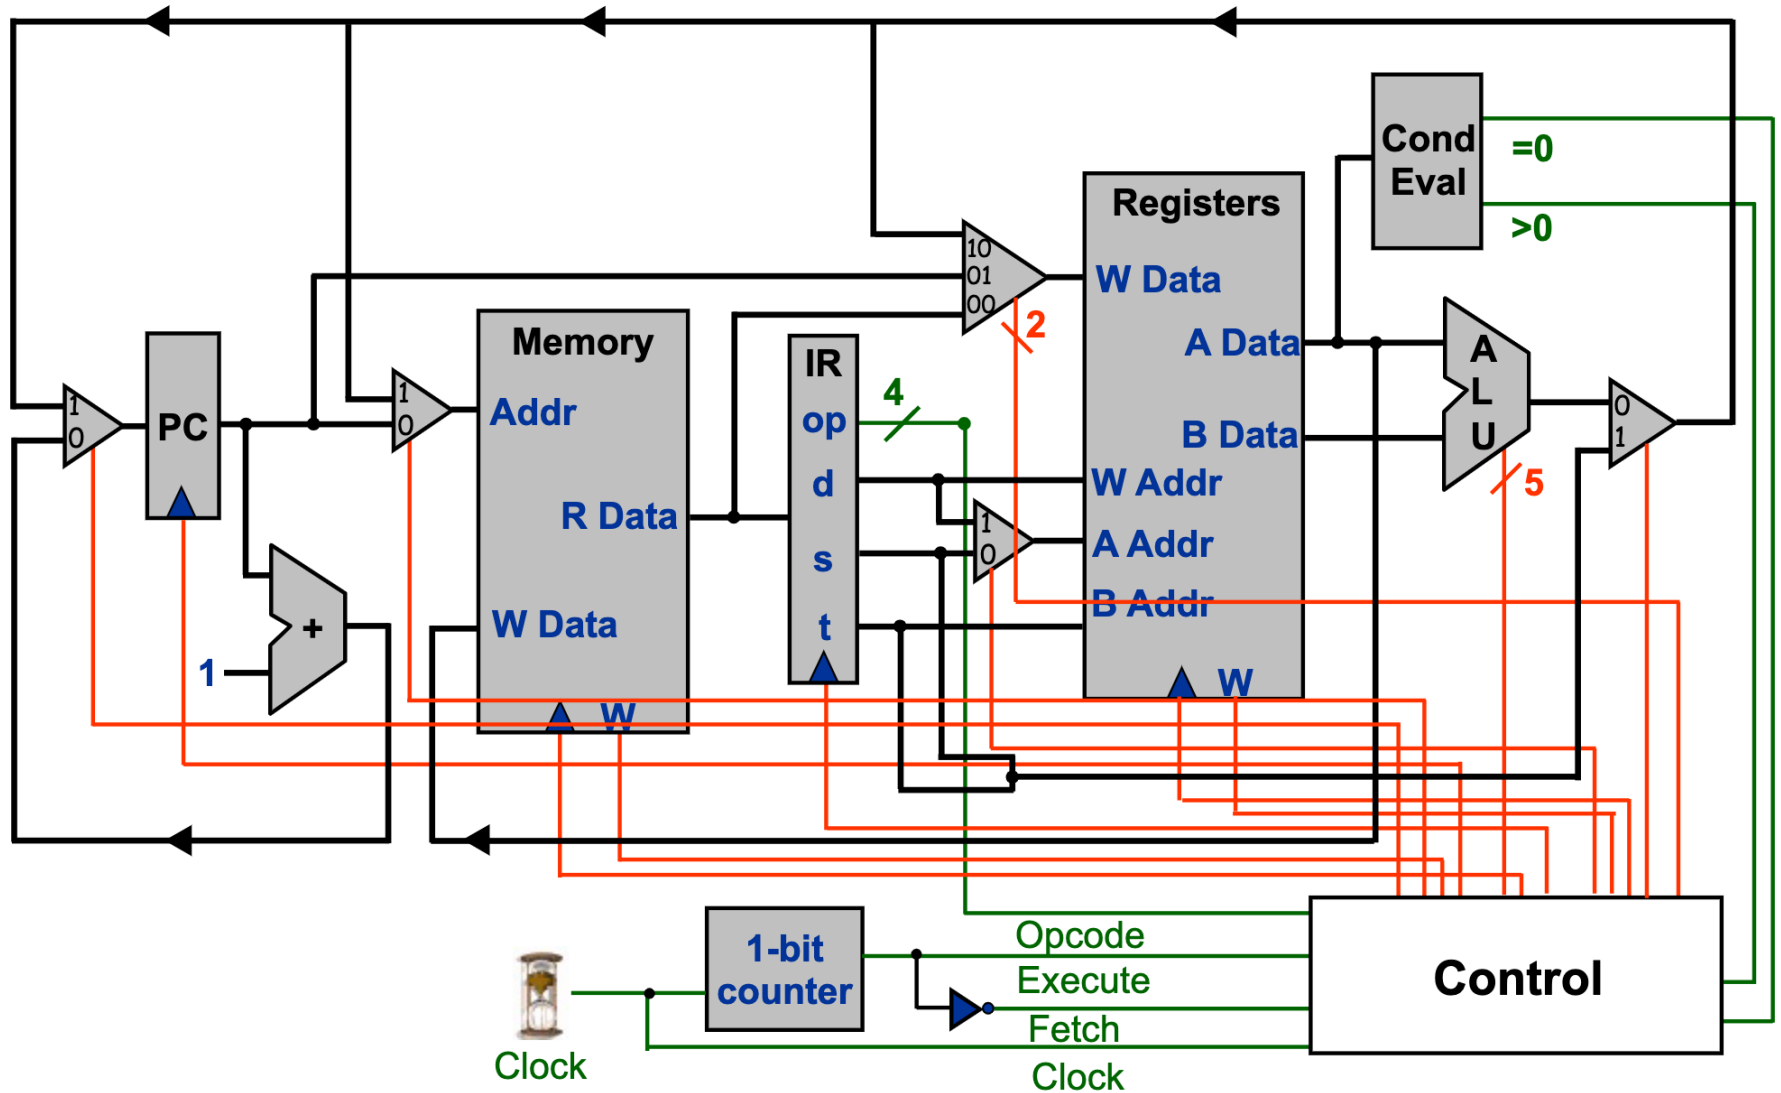 Cond
Eval
=0
>0
Registers
10
01
00
W Data
2
A Data
B Data
W Addr
A Addr
B Addr
W
A
L
U
5
0
1
Memory
Addr
R Data
W Data
W
IR
op
d
s
t
4
1
0
1
0
PC
1
0
+
1
1-bit
counter
Clock
Opcode
Execute
Fetch
Clock
Control